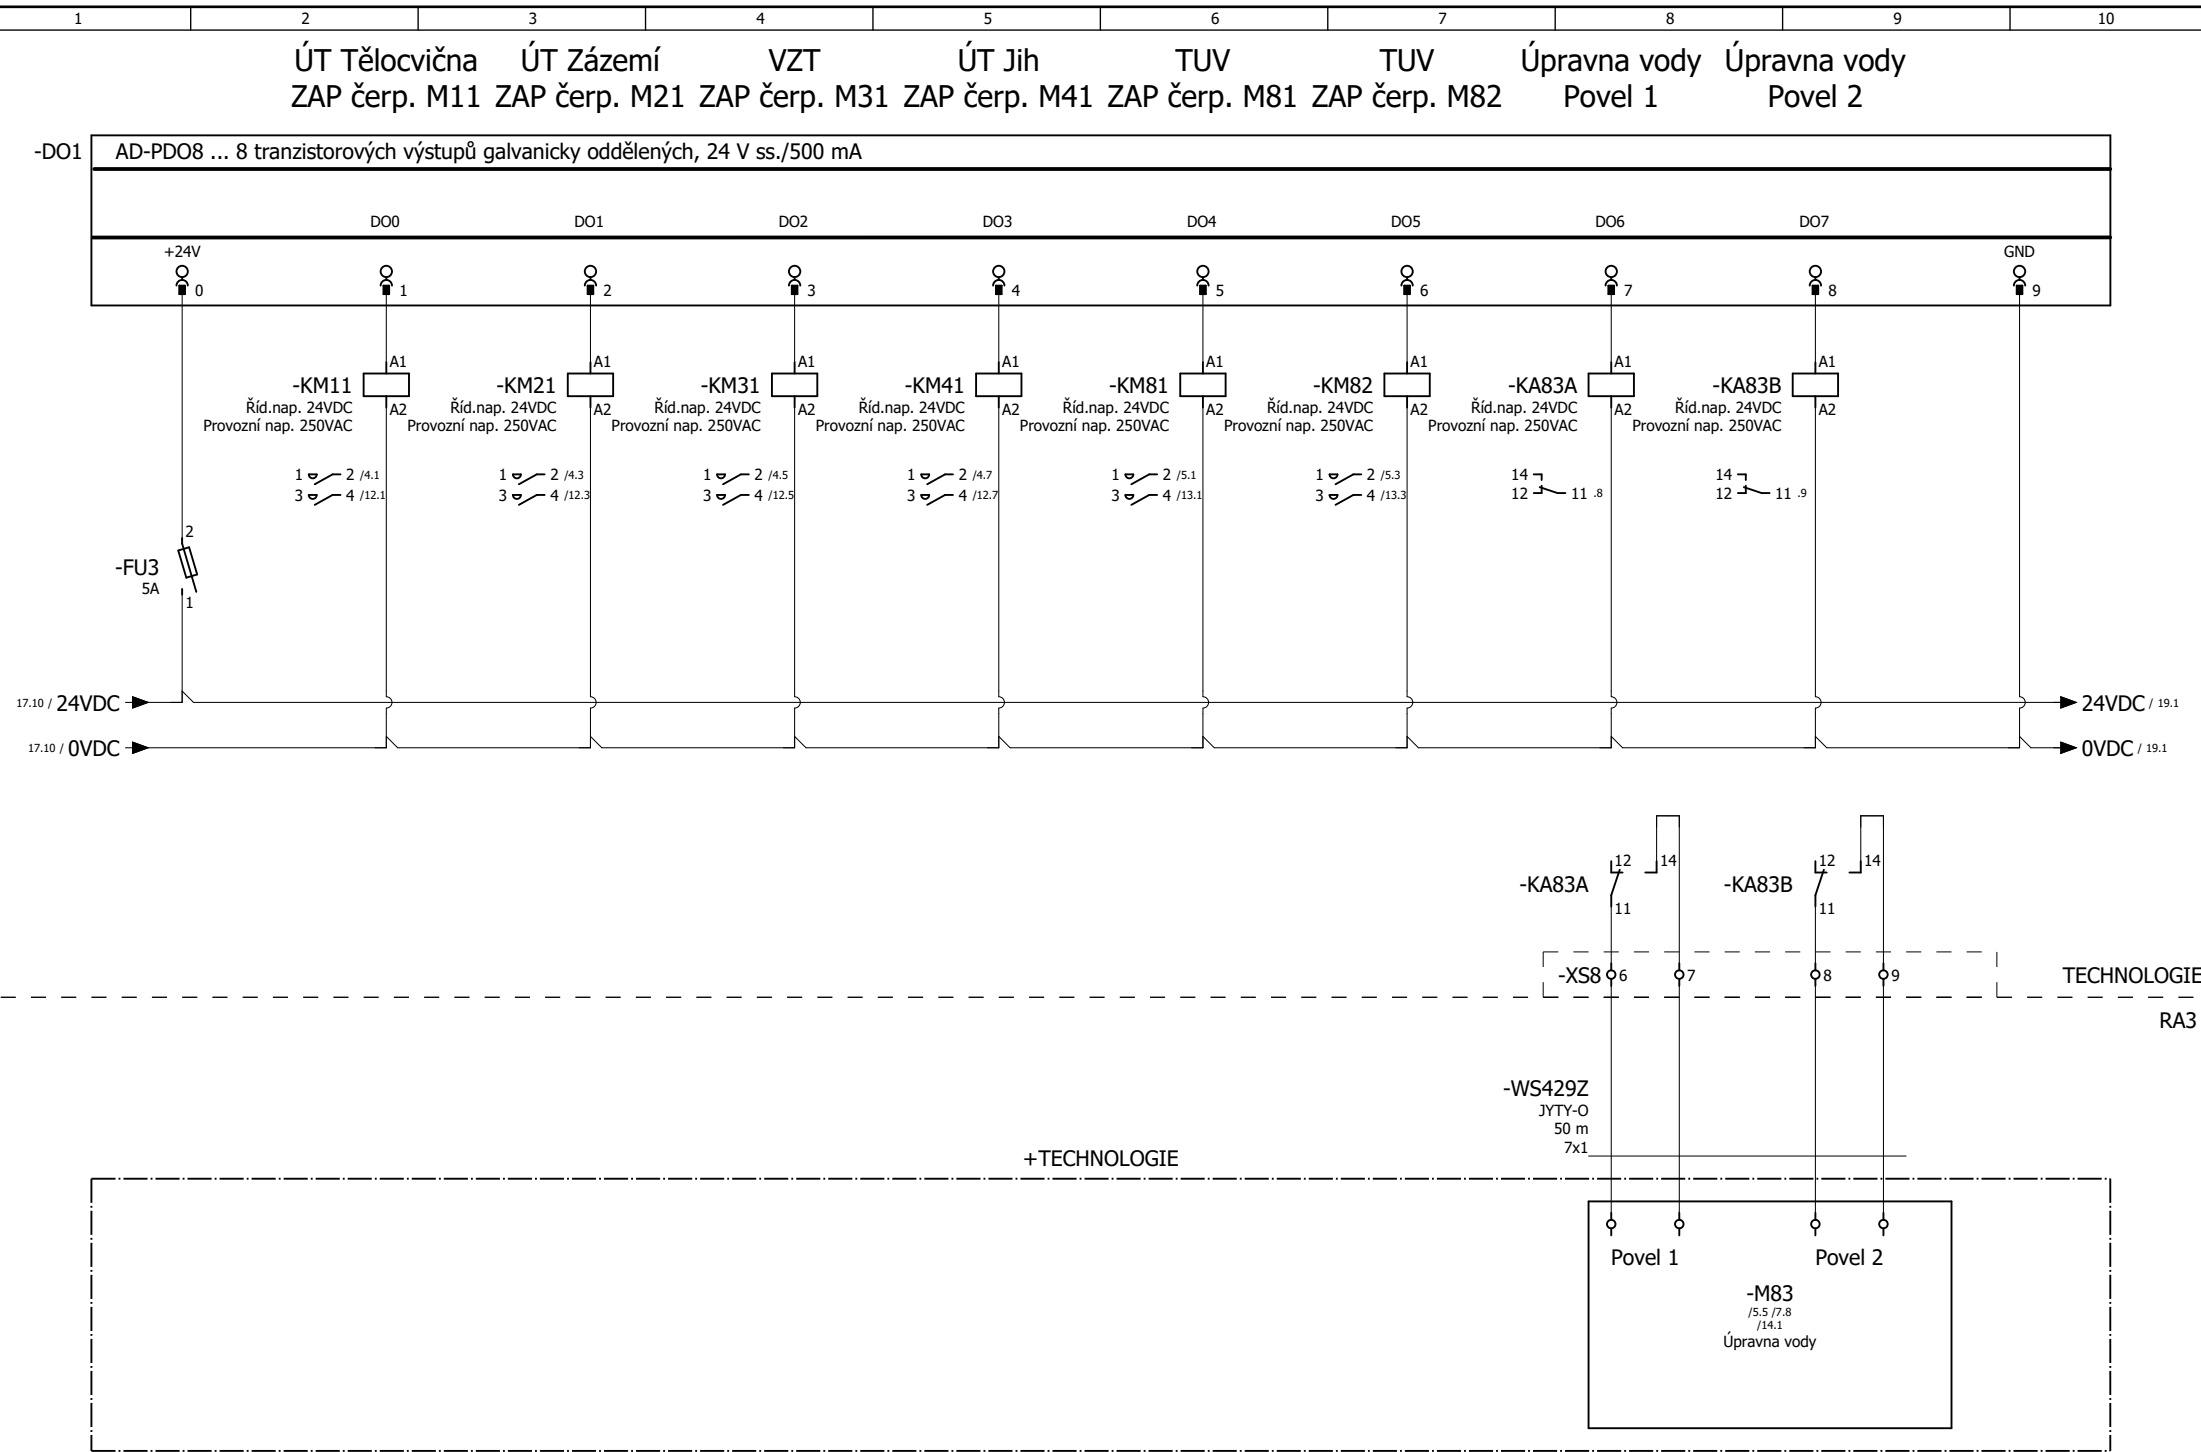 1 2 3 4 5 6 7 8 9 10
ÚT Tělocvična ÚT Zázemí VZT ÚT Jih TUV TUV Úpravna vody Úpravna vody
ZAP čerp. M11 ZAP čerp. M21 ZAP čerp. M31 ZAP čerp. M41 ZAP čerp. M81 ZAP čerp. M82 Povel 1 Povel 2
-DO1 AD-PDO8 ... 8 tranzistorových výstupů galvanicky oddělených, 24 V ss./500 mA
DO0 DO1 DO2 DO3 DO4 DO5 DO6 DO7
+24V GND
0 1 2 3 4 5 6 7 8 9
A1 A1 A1 A1 A1 A1 A1 A1
-KM11 -KM21 -KM31 -KM41 -KM81 -KM82 -KA83A -KA83B
Říd.nap. 24VDC A2 Říd.nap. 24VDC A2 Říd.nap. 24VDC A2 Říd.nap. 24VDC A2 Říd.nap. 24VDC A2 Říd.nap. 24VDC A2 Říd.nap. 24VDC A2 Říd.nap. 24VDC A2
Provozní nap. 250VAC Provozní nap. 250VAC Provozní nap. 250VAC Provozní nap. 250VAC Provozní nap. 250VAC Provozní nap. 250VAC Provozní nap. 250VAC Provozní nap. 250VAC
1 2 /4.1 1 2 /4.3 1 2 /4.5 1 2 /4.7 1 2 /5.1 1 2 /5.3 14 14
3 4 /12.1 3 4 /12.3 3 4 /12.5 3 4 /12.7 3 4 /13.1 3 4 /13.3 12 11 .8 12 11 .9
2
-FU3
5A
1
17.10 / 24VDC 24VDC / 19.1
17.10 / 0VDC 0VDC / 19.1
12 14 12 14
-KA83A -KA83B
11 11
-XS8 6 7 8 9 TECHNOLOGIE
RA3
-WS429Z
JYTY-O
50 m
7x1
+TECHNOLOGIE
Povel 1 Povel 2
-M83
/5.5 /7.8
/14.1
Úpravna vody